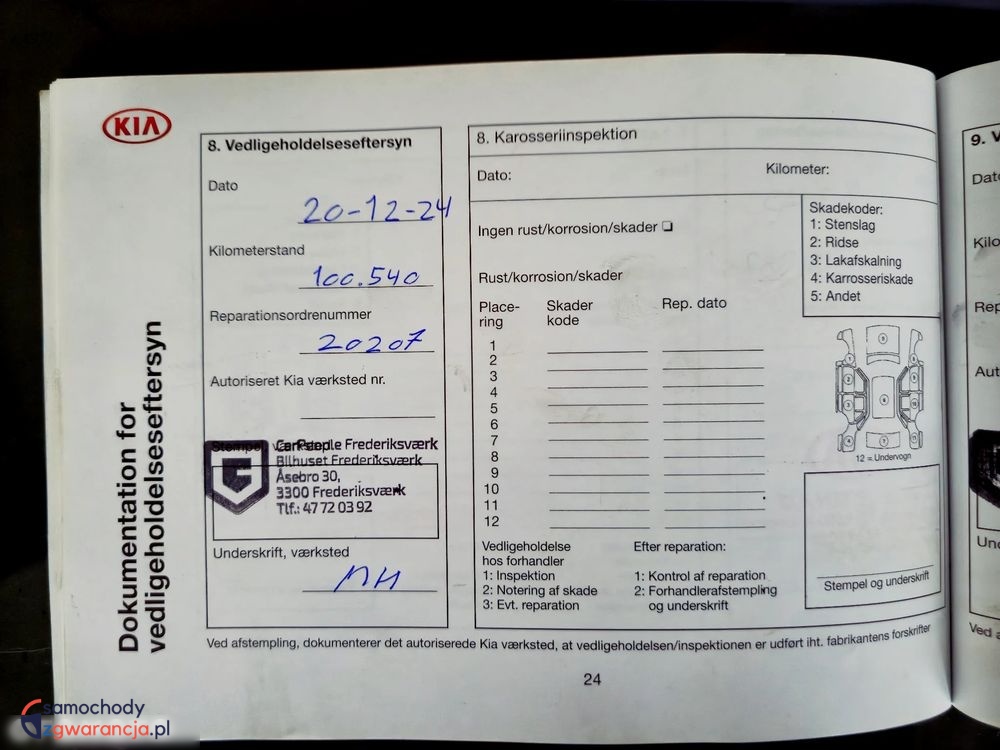 KIA
Dokumentation for
vedligeholdelseseftersyn
8. Vedligeholdelseseftersyn
Dato
20-12-24
Kilometerstand
100.540
Reparationsordrenummer
20207
Autoriseret Kia værksted nr.
Stempel, værksted
CarPeople Frederiksværk
Bilhuset Frederiksværk
Åsebro 30,
3300 Frederiksværk
Tlf.: 47 72 03 92
Underskrift, værksted
MH
8. Karosseriinspektion
Dato:
Kilometer:
Ingen rust/korrosion/skader
Skadekoder:
1: Stenslag
2: Ridse
3: Lakafskalning
4: Karrosseriskade
5: Andet
Rust/korrosion/skader
Place-
ring
Skader
kode
Rep. dato
1
2
3
4
5
6
7
8
9
10
11
12
12 = Undervogn
Vedligeholdelse
hos forhandler
1: Inspektion
2: Notering af skade
3: Evt. reparation
Efter reparation:
1: Kontrol af reparation
2: Forhandlerafstempling
og underskrift
Stempel og underskrift
Ved afstempling, dokumenterer det autoriserede Kia værksted, at vedligeholdelsen/inspektionen er udført iht. fabrikantens forskrifter
24
9. V
Dato
Kilo
Rep
Aut
Und
Ved a
samochody
zgwarancja.pl